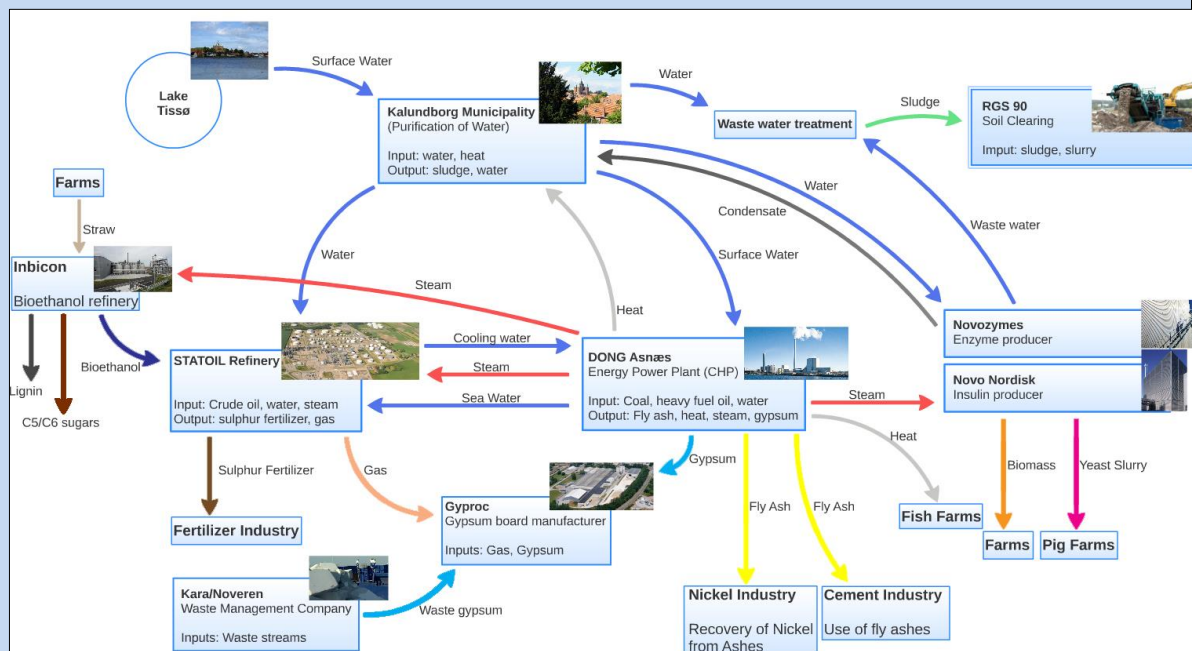 Surface Water
Lake
Tissø
Kalundborg Municipality
(Purification of Water)
Input: water, heat
Output: sludge, water
Water
Waste water treatment
Sludge
RGS 90
Soil Clearing
Imput: sludge, slurry
Farms
Straw
Inbicon
Bioethanol refinery
Lignin
C5/C6 sugars
Bioethanol
Water
Steam
Heat
Condensate
Water
Surface Water
Waste water
STATOIL Refinery
Input: Crude oil, water, steam
Output: sulphur fertilizer, gas
Cooling water
Steam
Sea Water
DONG Asnæs
Energy Power Plant (CHP)
Input: Coal, heavy fuel oil, water
Output: Fly ash, heat, steam, gypsum
Novozymes
Enzyme producer
Novo Nordisk
Insulin producer
Steam
Heat
Biomass
Yeast Slurry
Sulphur Fertilizer
Gas
Gypsum
Fly Ash
Fly Ash
Fertilizer Industry
Gyproc
Gypsum board manufacturer
Inputs: Gas, Gypsum
Fish Farms
Farms
Pig Farms
Kara/Noveren
Waste Management Company
Inputs: Waste streams
Waste gypsum
Nickel Industry
Recovery of Nickel
from Ashes
Cement Industry
Use of fly ashes